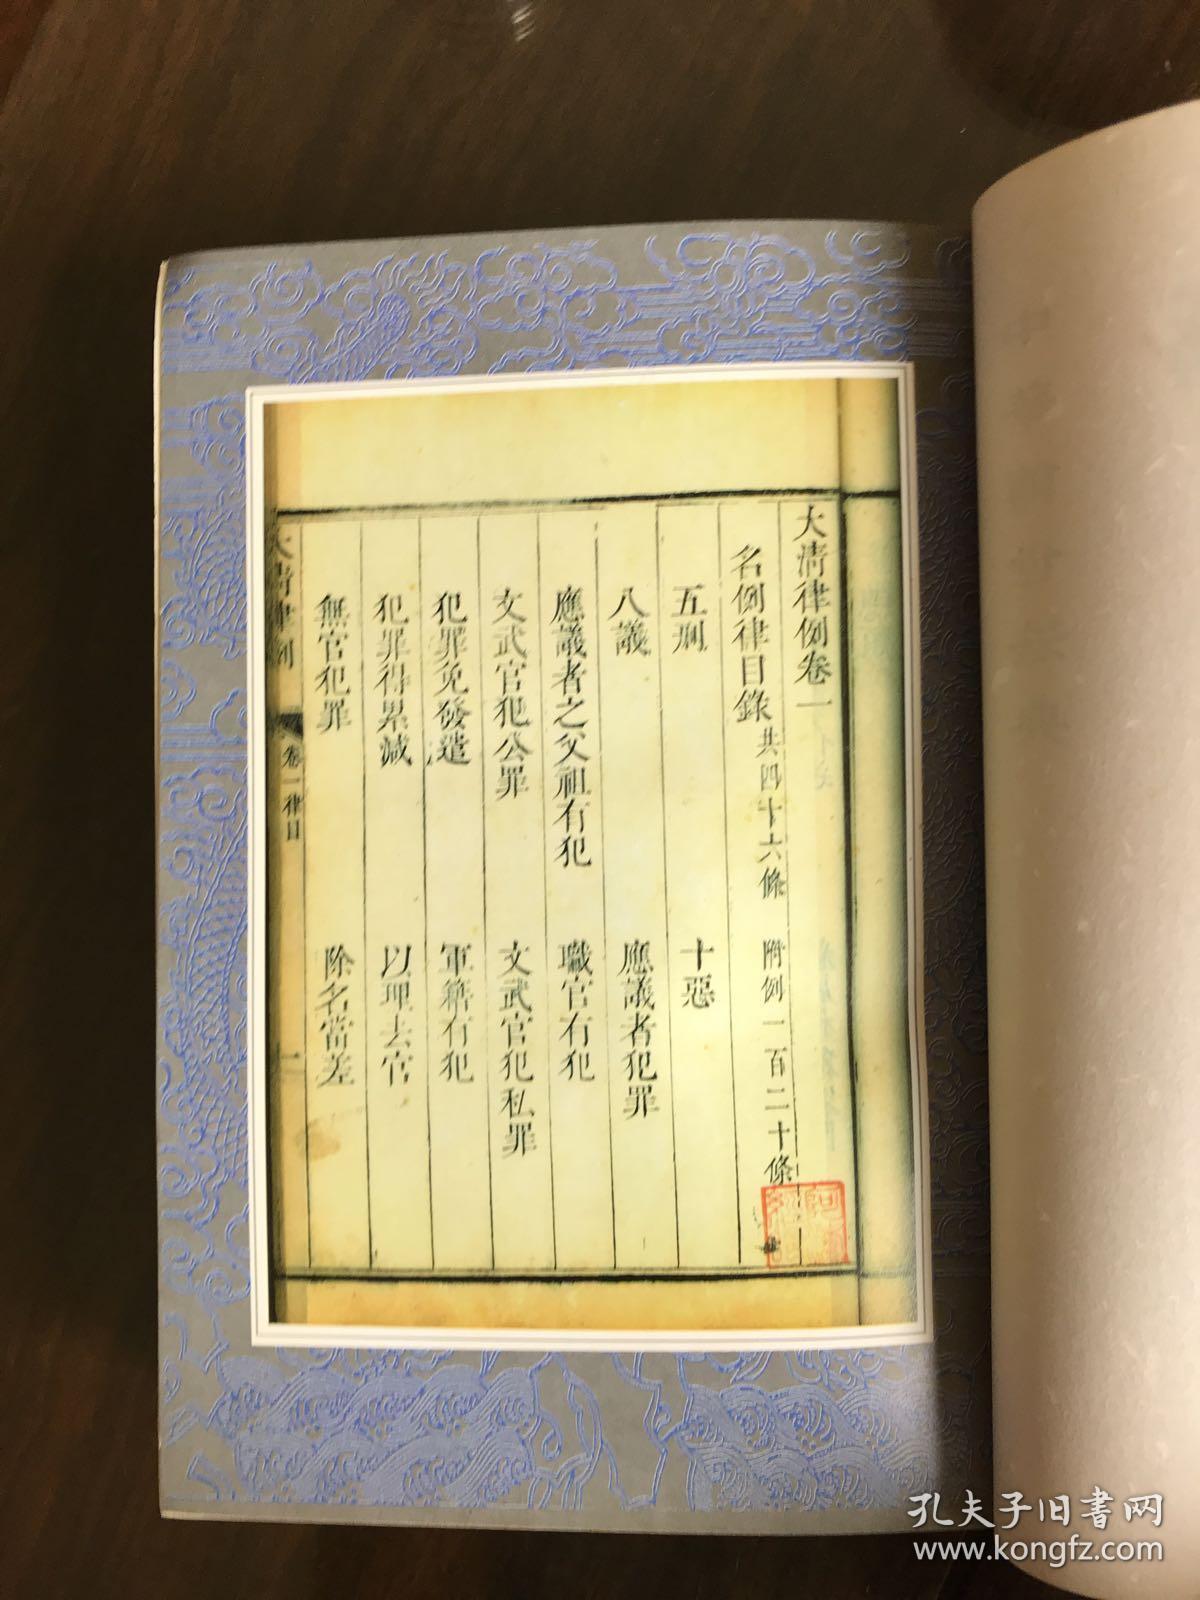 大清律例卷一
名例律目錄共四十六條 附例一百二十條
五刑 十惡
八議 應議者犯罪
應議者之父祖有犯 職官有犯
文武官犯公罪 文武官犯私罪
犯罪免發遣 軍籍有犯
犯罪得累減 以理去官
無官犯罪 除名當差
大清律例 卷一律目 一
孔夫子旧书网
www.kongfz.com